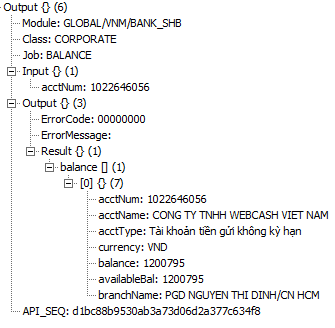 Output {} (6)
Module: GLOBAL/VNM/BANK_SHB
Class: CORPORATE
Job: BALANCE
Input {} (1)
acctNum: 1022646056
Output {} (3)
ErrorCode: 00000000
ErrorMessage:
Result {} (1)
balance [] (1)
[0] {} (7)
acctNum: 1022646056
acctName: CONG TY TNHH WEBCASH VIET NAM
acctType: Tài khoản tiền gửi không kỳ hạn
currency: VND
balance: 1200795
availableBal: 1200795
branchName: PGD NGUYEN THI DINH/CN HCM
API_SEQ: d1bc88b9530ab3a73d06d2a377c634f8